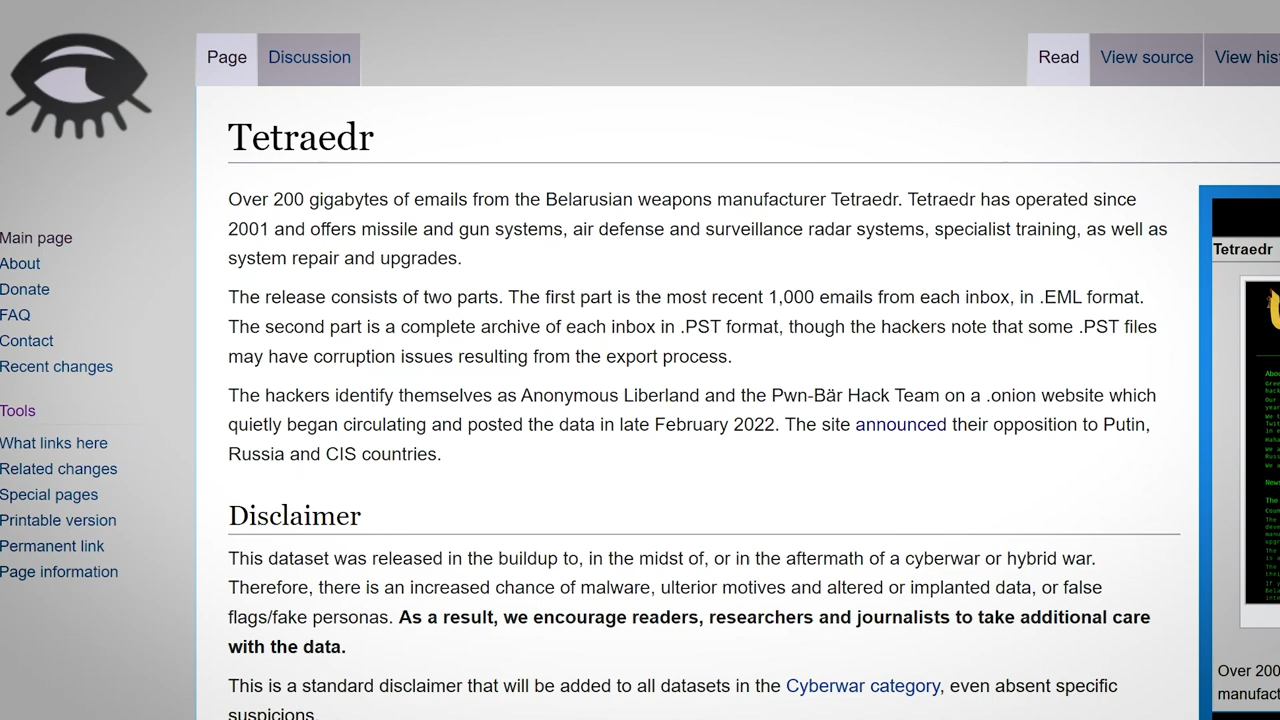 Page
Discussion
Read
View source
View his
Main page
About
Donate
FAQ
Contact
Recent changes
Tools
What links here
Related changes
Special pages
Printable version
Permanent link
Page information
Tetraedr
Over 200 gigabytes of emails from the Belarusian weapons manufacturer Tetraedr. Tetraedr has operated since
2001 and offers missile and gun systems, air defense and surveillance radar systems, specialist training, as well as
system repair and upgrades.
The release consists of two parts. The first part is the most recent 1,000 emails from each inbox, in .EML format.
The second part is a complete archive of each inbox in .PST format, though the hackers note that some .PST files
may have corruption issues resulting from the export process.
The hackers identify themselves as Anonymous Liberland and the Pwn-Bär Hack Team on a .onion website which
quietly began circulating and posted the data in late February 2022. The site announced their opposition to Putin,
Russia and CIS countries.
Disclaimer
This dataset was released in the buildup to, in the midst of, or in the aftermath of a cyberwar or hybrid war.
Therefore, there is an increased chance of malware, ulterior motives and altered or implanted data, or false
flags/fake personas. As a result, we encourage readers, researchers and journalists to take additional care
with the data.
This is a standard disclaimer that will be added to all datasets in the Cyberwar category, even absent specific
suspicions.
Tetraedr
Over 200
manufact